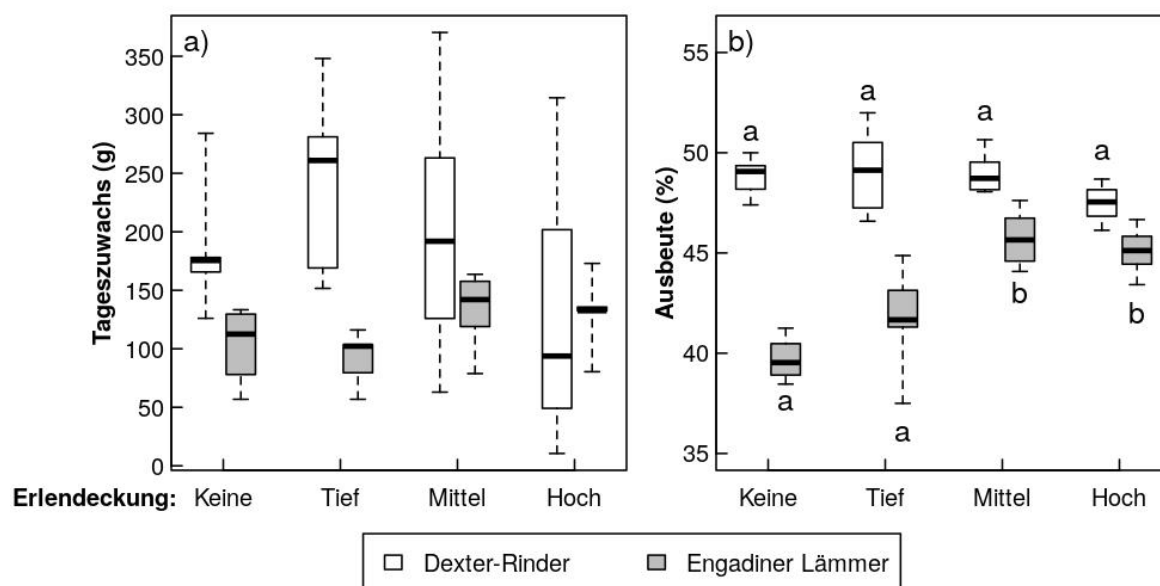 a)
Tageszuwachs (g)
350
300
250
200
150
100
50
0
b)
Ausbeute (%)
55
50
45
40
35
a
a
a
a
a
a
b
b
Erlendeckung: Keine Tief Mittel Hoch
Keine Tief Mittel Hoch
Dexter-Rinder Engadiner Lämmer